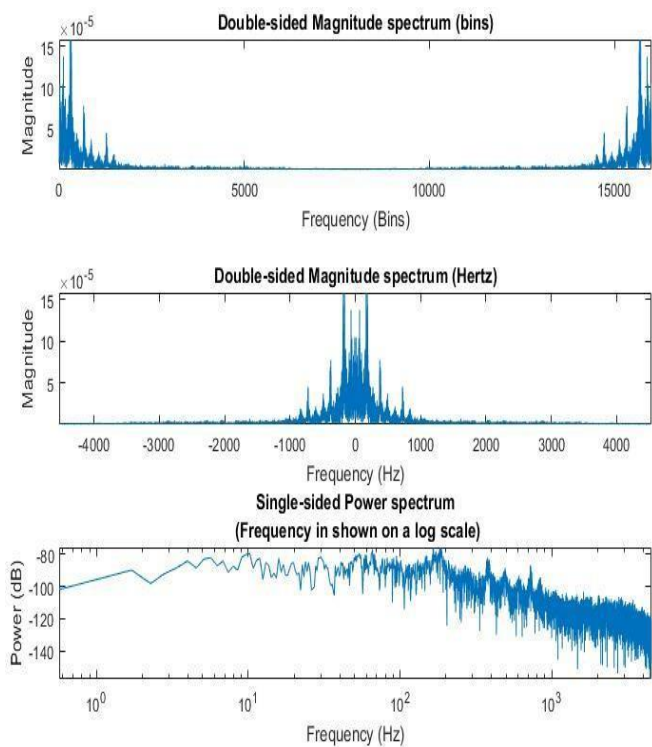 Double-sided Magnitude spectrum (bins)
×10⁻⁵
15
10
5
Magnitude
0 5000 10000 15000
Frequency (Bins)
Double-sided Magnitude spectrum (Hertz)
×10⁻⁵
15
10
5
Magnitude
-4000 -3000 -2000 -1000 0 1000 2000 3000 4000
Frequency (Hz)
Single-sided Power spectrum
(Frequency in shown on a log scale)
-80
-100
-120
-140
Power (dB)
10⁰ 10¹ 10² 10³
Frequency (Hz)